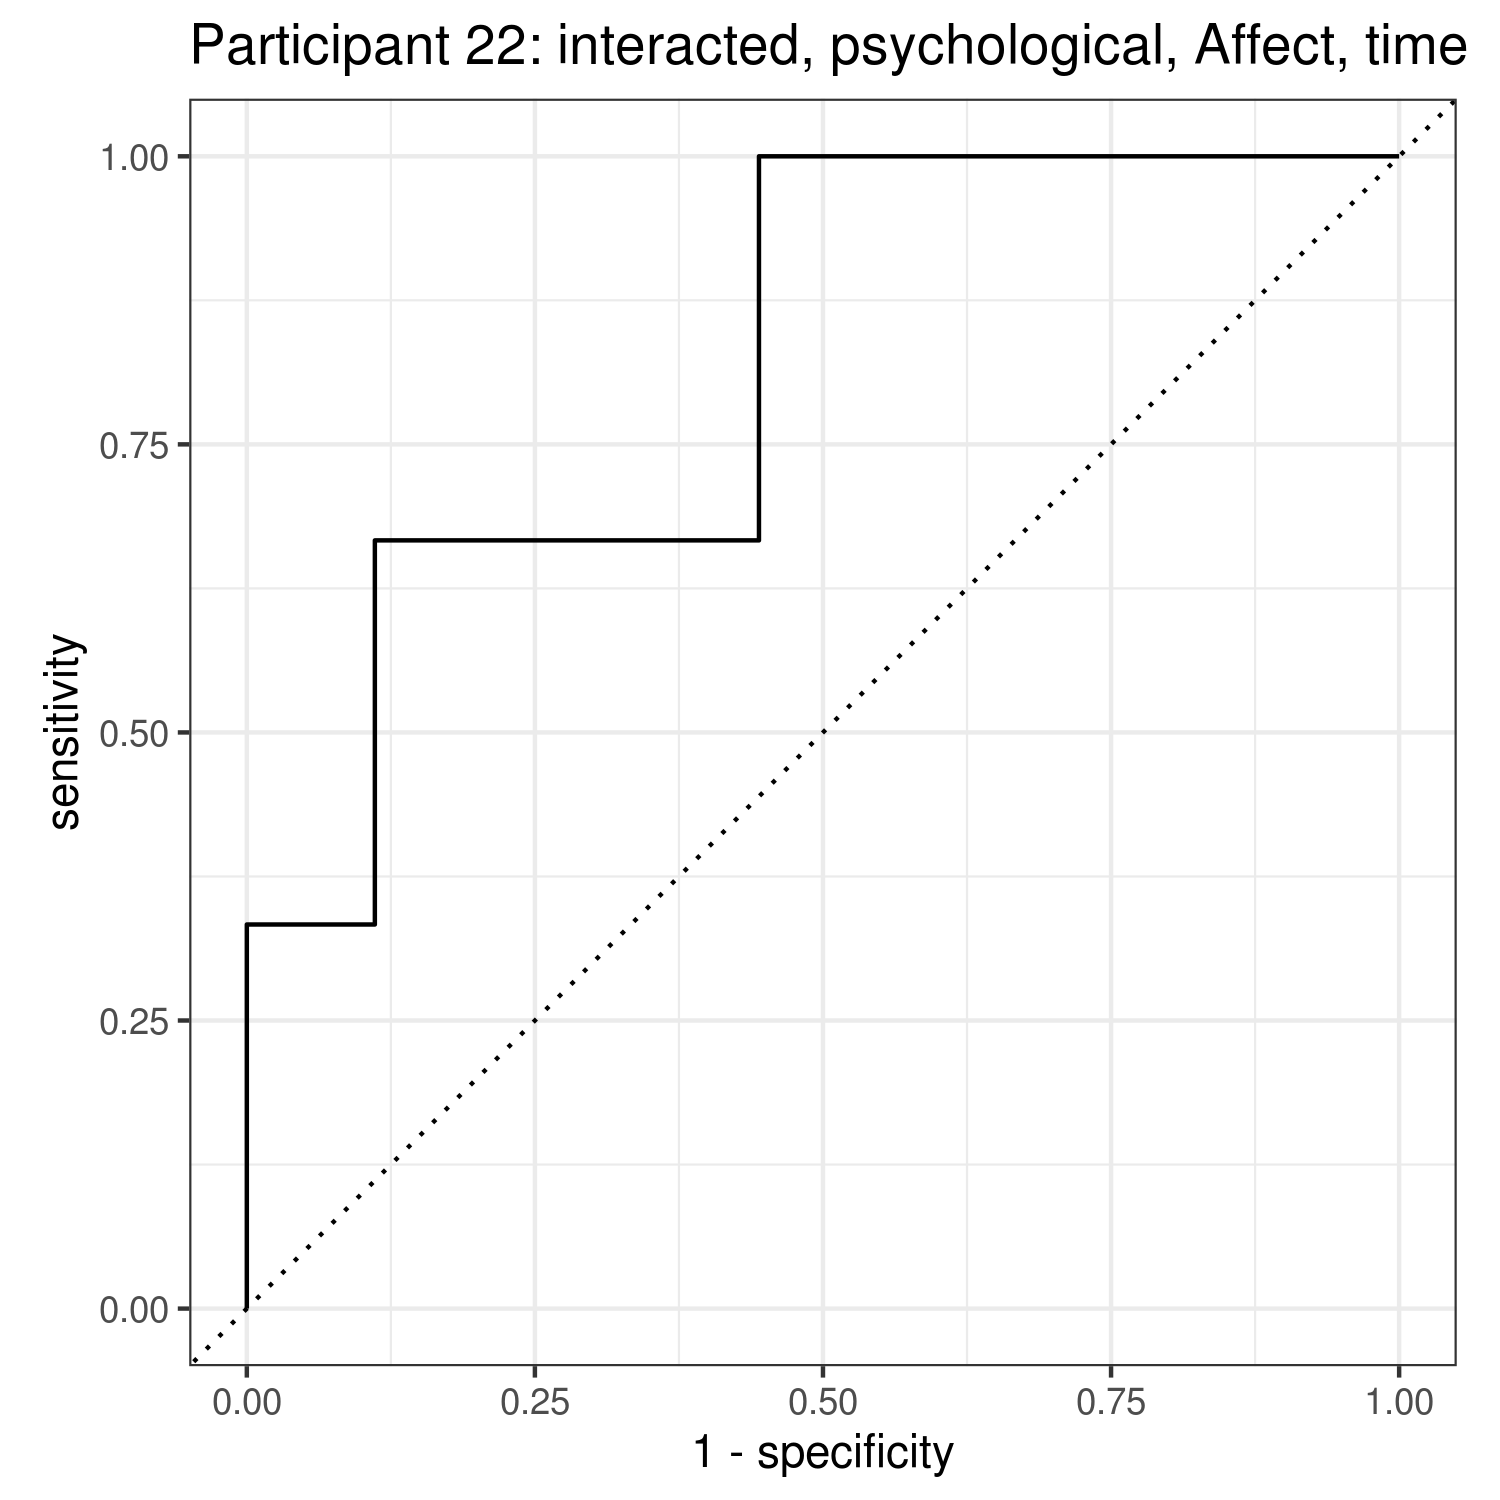 Participant 22: interacted, psychological, Affect, time
1.00
0.75
0.50
0.25
0.00
sensitivity
0.00 0.25 0.50 0.75 1.00
1 - specificity